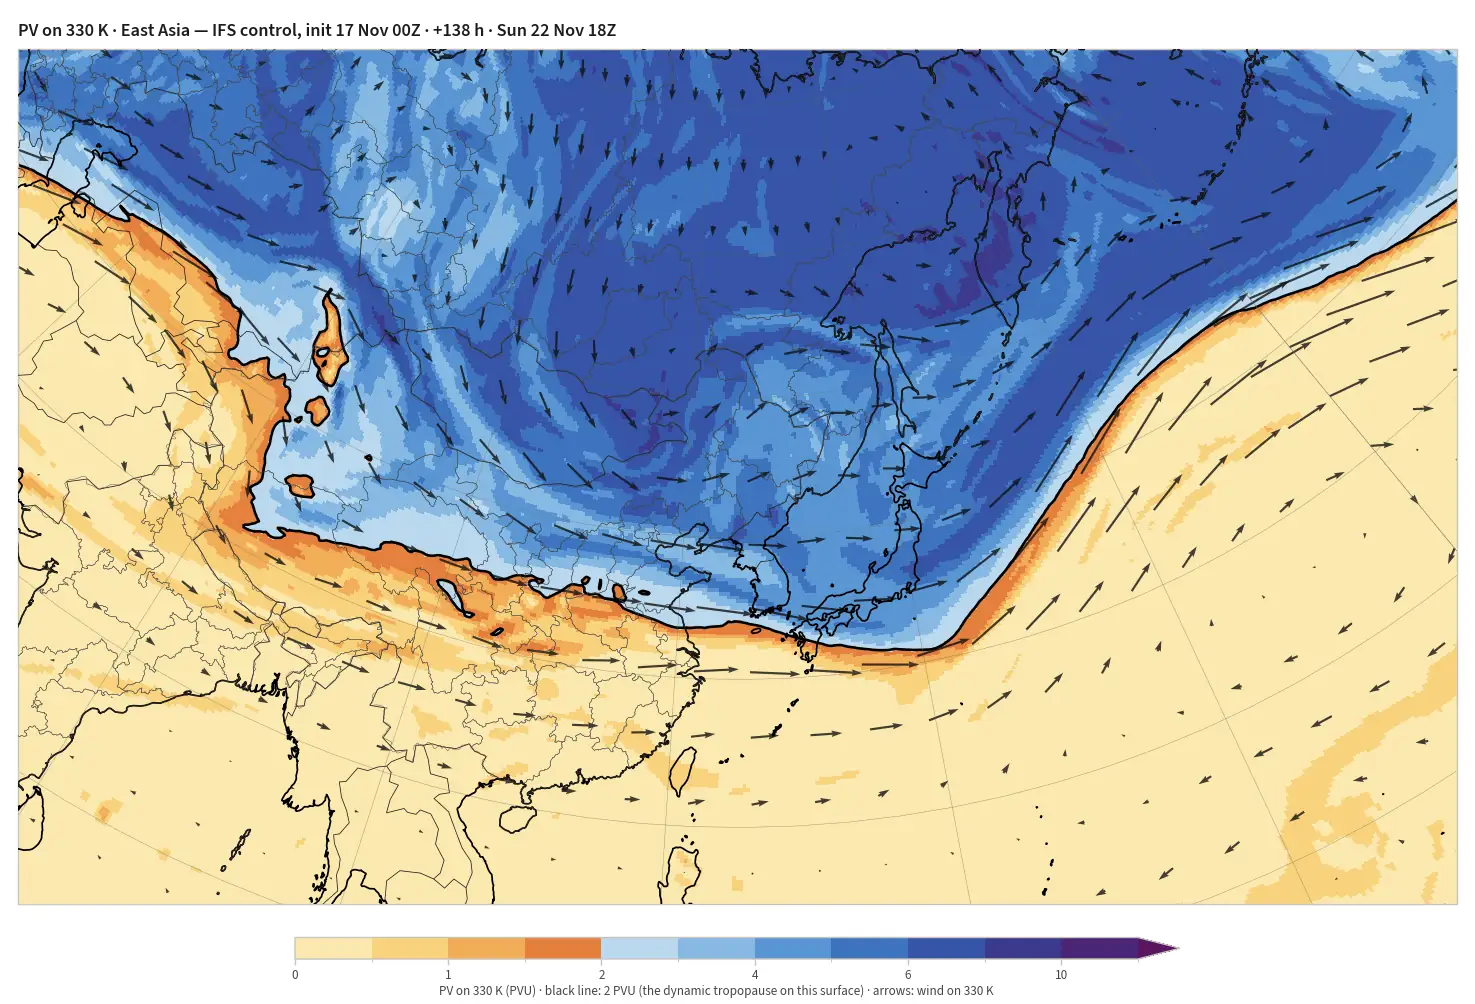 PV on 330 K · East Asia — IFS control, init 17 Nov 00Z · +138 h · Sun 22 Nov 18Z
0 1 2 4 6 10
PV on 330 K (PVU) · black line: 2 PVU (the dynamic tropopause on this surface) · arrows: wind on 330 K